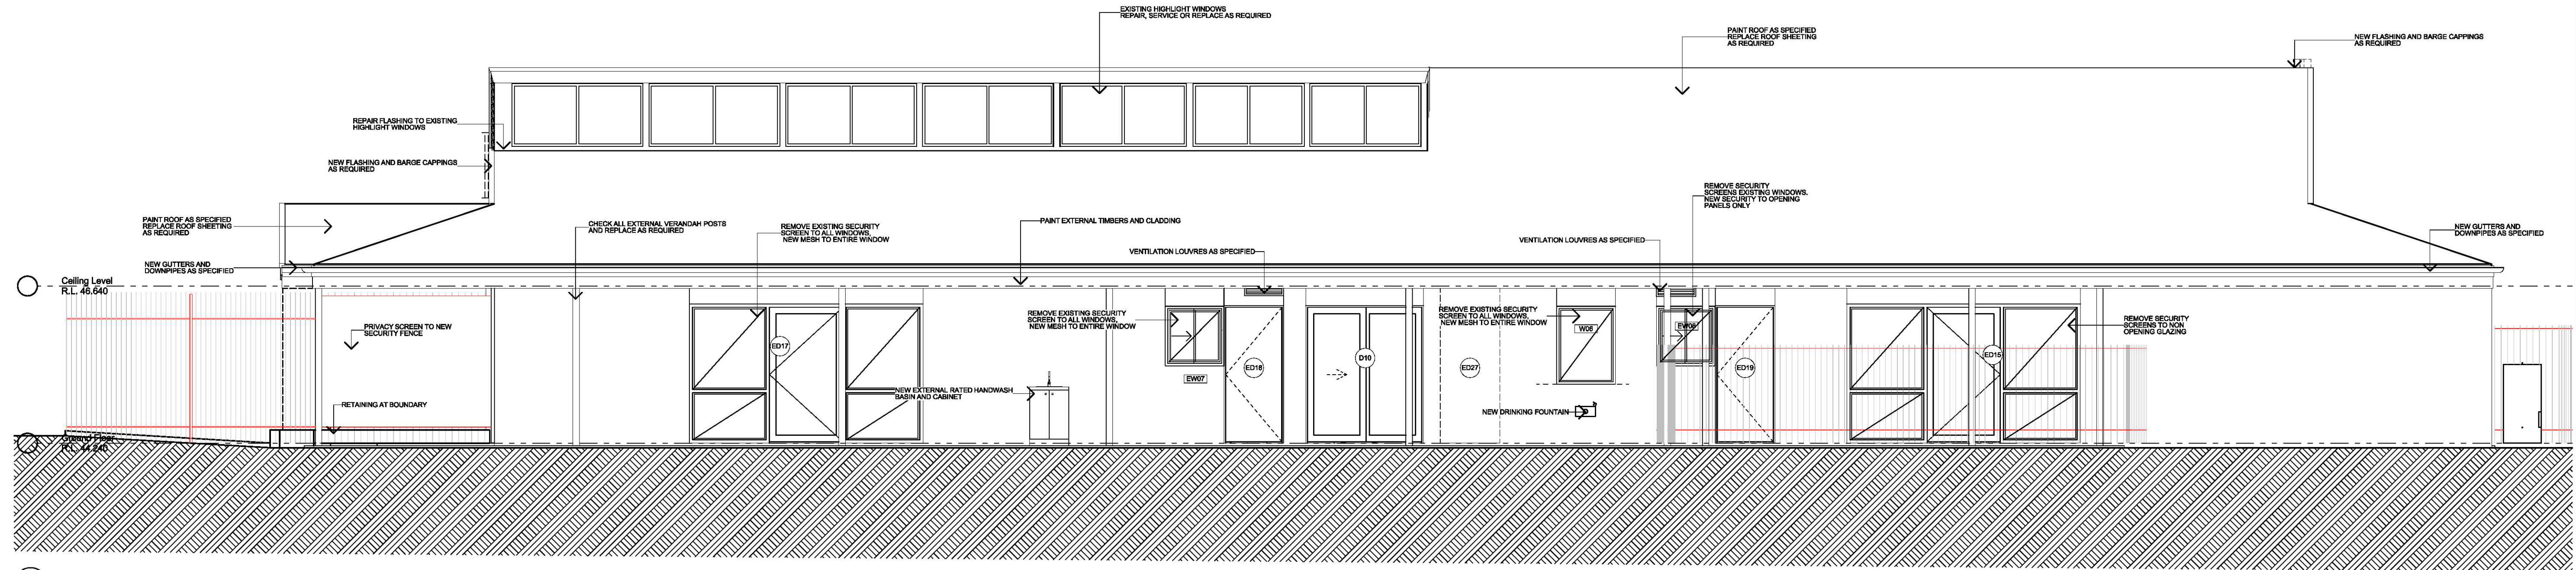 EXISTING HIGHLIGHT WINDOWS
REPAIR, SERVICE OR REPLACE AS REQUIRED
PAINT ROOF AS SPECIFIED
REPLACE ROOF SHEETING
AS REQUIRED
NEW FLASHING AND BARGE CAPPINGS
AS REQUIRED
REPAIR FLASHING TO EXISTING
HIGHLIGHT WINDOWS
NEW FLASHING AND BARGE CAPPINGS
AS REQUIRED
REMOVE SECURITY
SCREENS EXISTING WINDOWS.
NEW SECURITY TO OPENING
PANELS ONLY
PAINT ROOF AS SPECIFIED
REPLACE ROOF SHEETING
AS REQUIRED
CHECK ALL EXTERNAL VERANDAH POSTS
AND REPLACE AS REQUIRED
REMOVE EXISTING SECURITY
SCREEN TO ALL WINDOWS,
NEW MESH TO ENTIRE WINDOW
PAINT EXTERNAL TIMBERS AND CLADDING
VENTILATION LOUVRES AS SPECIFIED
VENTILATION LOUVRES AS SPECIFIED
NEW GUTTERS AND
DOWNPIPES AS SPECIFIED
NEW GUTTERS AND
DOWNPIPES AS SPECIFIED
Ceiling Level
R.L. 46.640
PRIVACY SCREEN TO NEW
SECURITY FENCE
ED17
REMOVE EXISTING SECURITY
SCREEN TO ALL WINDOWS,
NEW MESH TO ENTIRE WINDOW
REMOVE EXISTING SECURITY
SCREEN TO ALL WINDOWS,
NEW MESH TO ENTIRE WINDOW
W06
EW08
REMOVE SECURITY
SCREENS TO NON
OPENING GLAZING
EW07
ED18
D10
ED27
ED19
ED15
NEW EXTERNAL RATED HANDWASH
BASIN AND CABINET
RETAINING AT BOUNDARY
NEW DRINKING FOUNTAIN
Ground Floor
R.L. 44.240